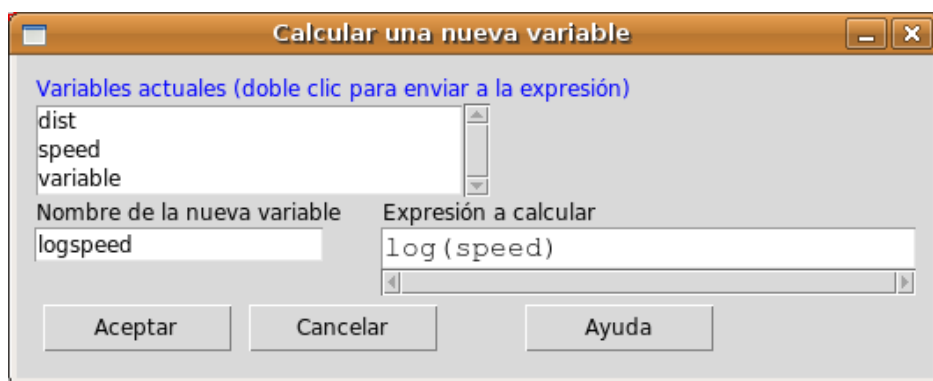 Calcular una nueva variable
Variables actuales (doble clic para enviar a la expresión)
dist
speed
variable
Nombre de la nueva variable
Expresión a calcular
logspeed
log(speed)
Aceptar
Cancelar
Ayuda